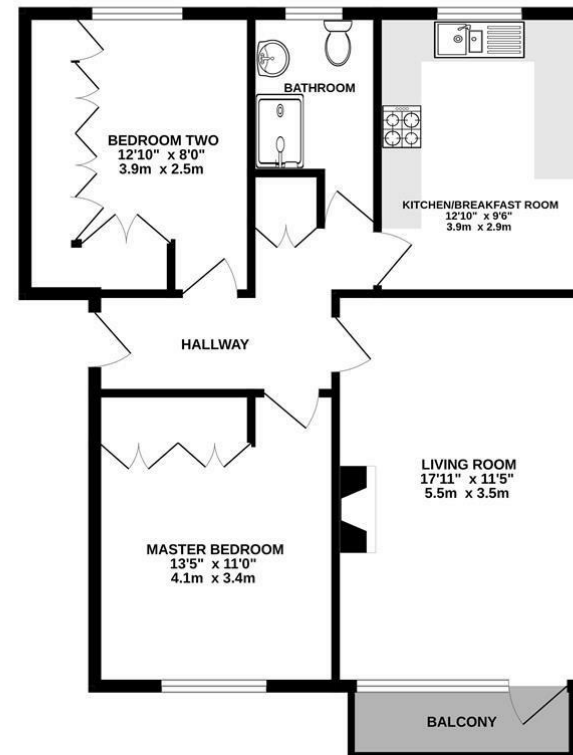 BATHROOM
BEDROOM TWO
12'10" x 8'0"
3.9m x 2.5m
KITCHEN/BREAKFAST ROOM
12'10" x 9'6"
3.9m x 2.9m
HALLWAY
LIVING ROOM
17'11" x 11'5"
5.5m x 3.5m
MASTER BEDROOM
13'5" x 11'0"
4.1m x 3.4m
BALCONY